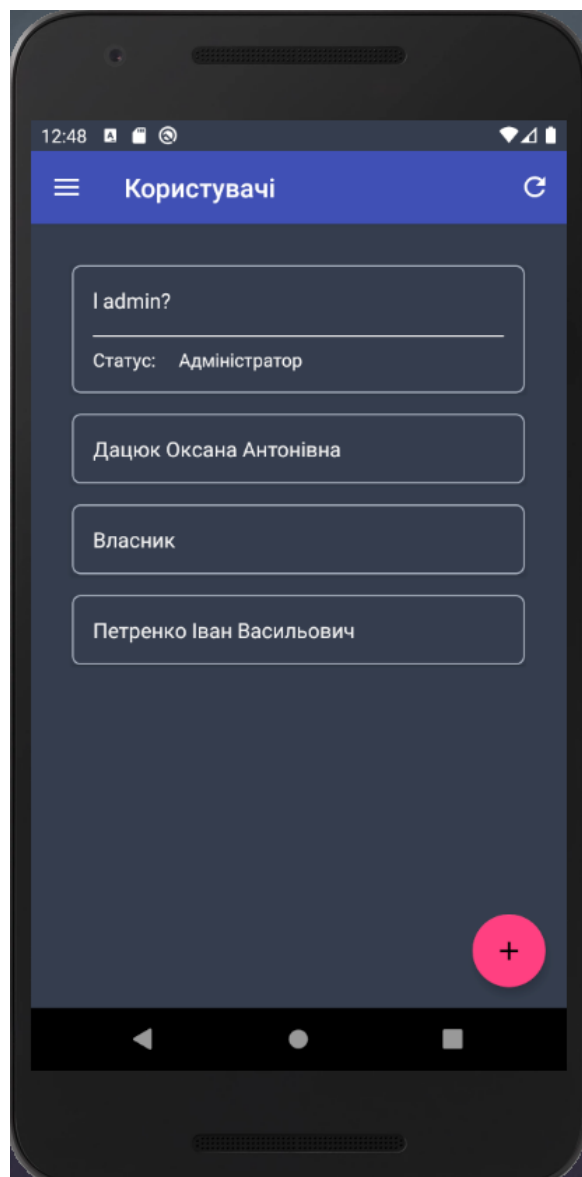 12:48
Користувачі
I admin?
Статус: Адміністратор
Дацюк Оксана Антонівна
Власник
Петренко Іван Васильович
+